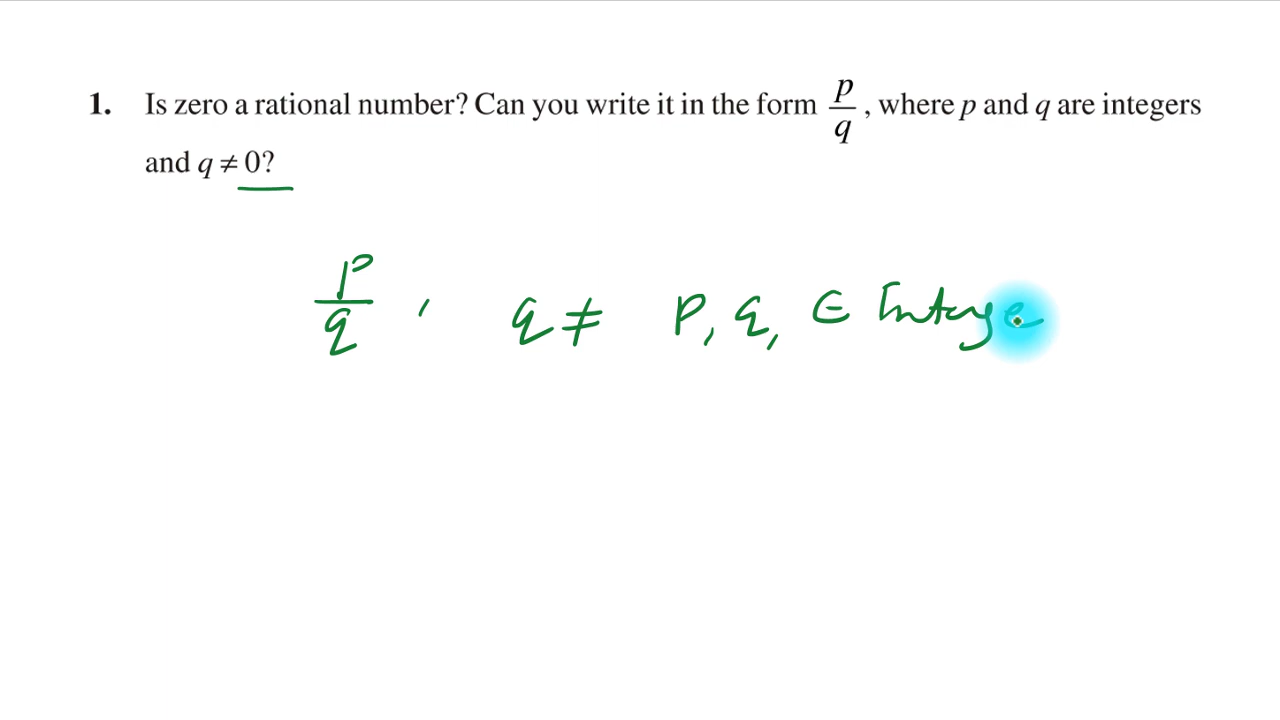 1. Is zero a rational number? Can you write it in the form p/q, where p and q are integers
and q ≠ 0?
p/q , q ≠ p, q, ∈ Intege